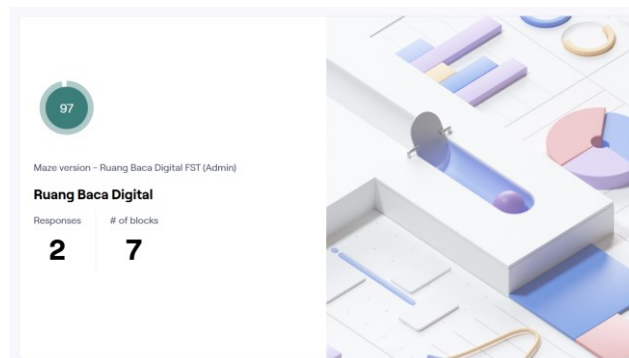 97
Maze version - Ruang Baca Digital FST (Admin)
Ruang Baca Digital
Responses # of blocks
2 7